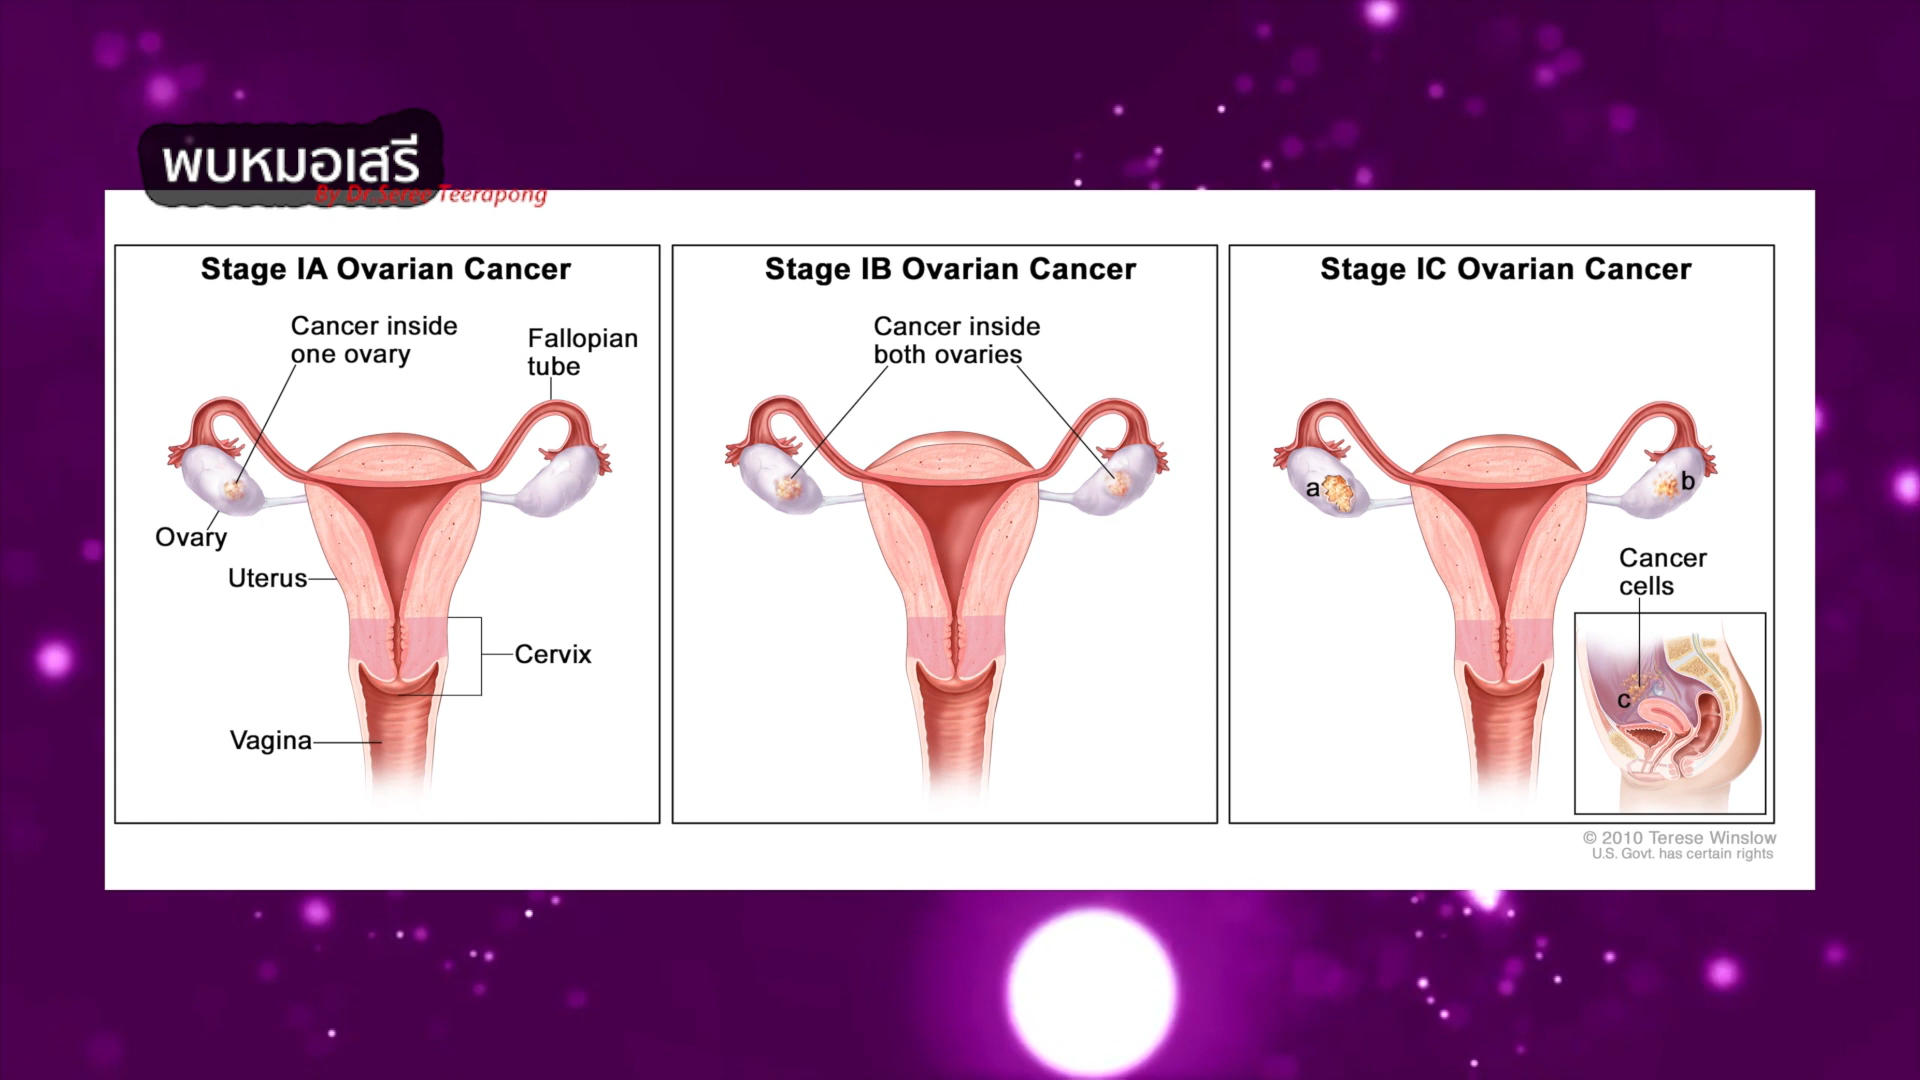 พบหมอเสรี
By Dr.Seree Teerapong
Stage IA Ovarian Cancer
Cancer inside
one ovary
Fallopian
tube
Ovary
Uterus
Cervix
Vagina
Stage IB Ovarian Cancer
Cancer inside
both ovaries
Stage IC Ovarian Cancer
a
b
Cancer
cells
c
© 2010 Terese Winslow
U.S. Govt. has certain rights